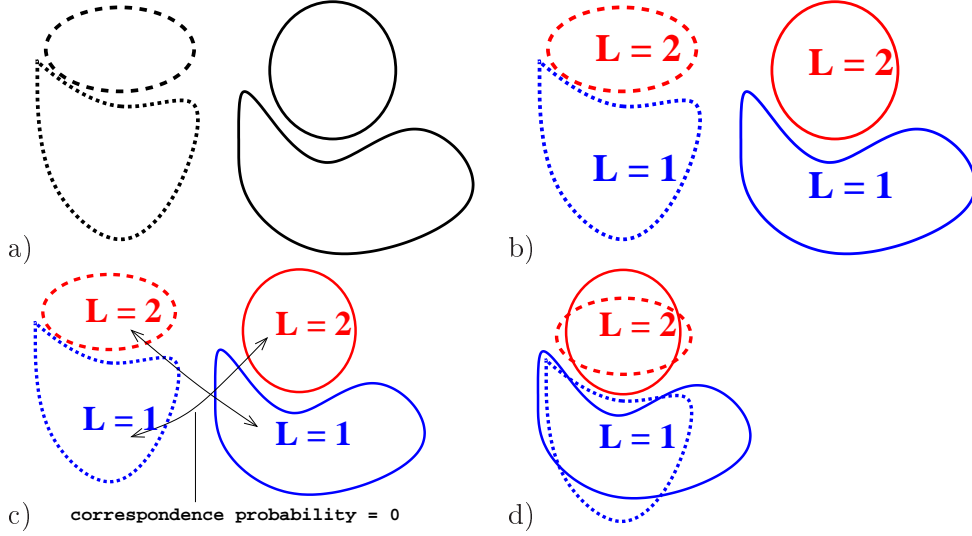 a)
L = 2
L = 2
L = 1
L = 1
b)
L = 2
L = 2
L = 1
L = 1
correspondence probability = 0
c)
L = 2
L = 1
d)